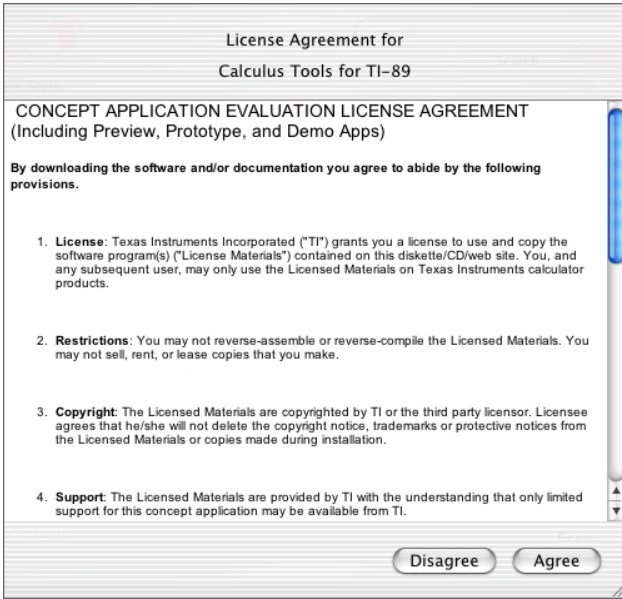 License Agreement for
Calculus Tools for TI-89
CONCEPT APPLICATION EVALUATION LICENSE AGREEMENT
(Including Preview, Prototype, and Demo Apps)
By downloading the software and/or documentation you agree to abide by the following
provisions.
1. License: Texas Instruments Incorporated ("TI") grants you a license to use and copy the
software program(s) ("License Materials") contained on this diskette/CD/web site. You, and
any subsequent user, may only use the Licensed Materials on Texas Instruments calculator
products.
2. Restrictions: You may not reverse-assemble or reverse-compile the Licensed Materials. You
may not sell, rent, or lease copies that you make.
3. Copyright: The Licensed Materials are copyrighted by TI or the third party licensor. Licensee
agrees that he/she will not delete the copyright notice, trademarks or protective notices from
the Licensed Materials or copies made during installation.
4. Support: The Licensed Materials are provided by TI with the understanding that only limited
support for this concept application may be available from TI.
Disagree Agree